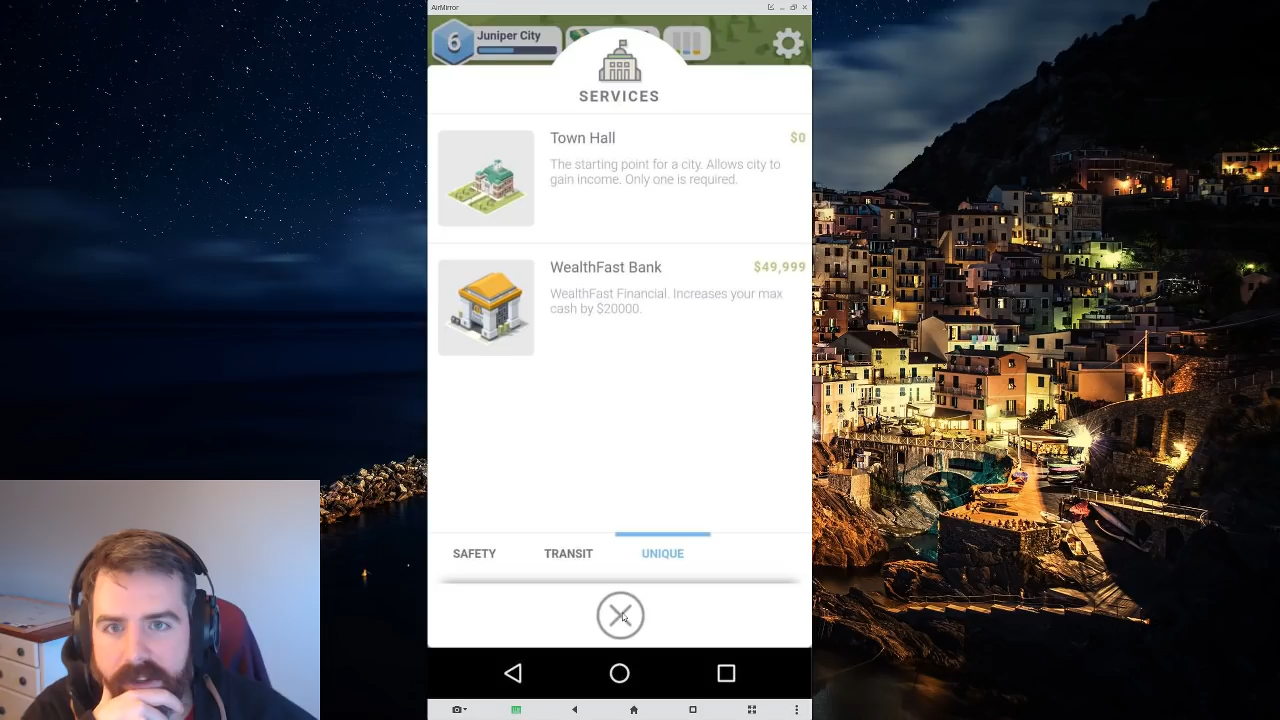 AirMirror
6
Juniper City
SERVICES
Town Hall
$0
The starting point for a city. Allows city to
gain income. Only one is required.
WealthFast Bank
$49,999
WealthFast Financial. Increases your max
cash by $20000.
SAFETY
TRANSIT
UNIQUE